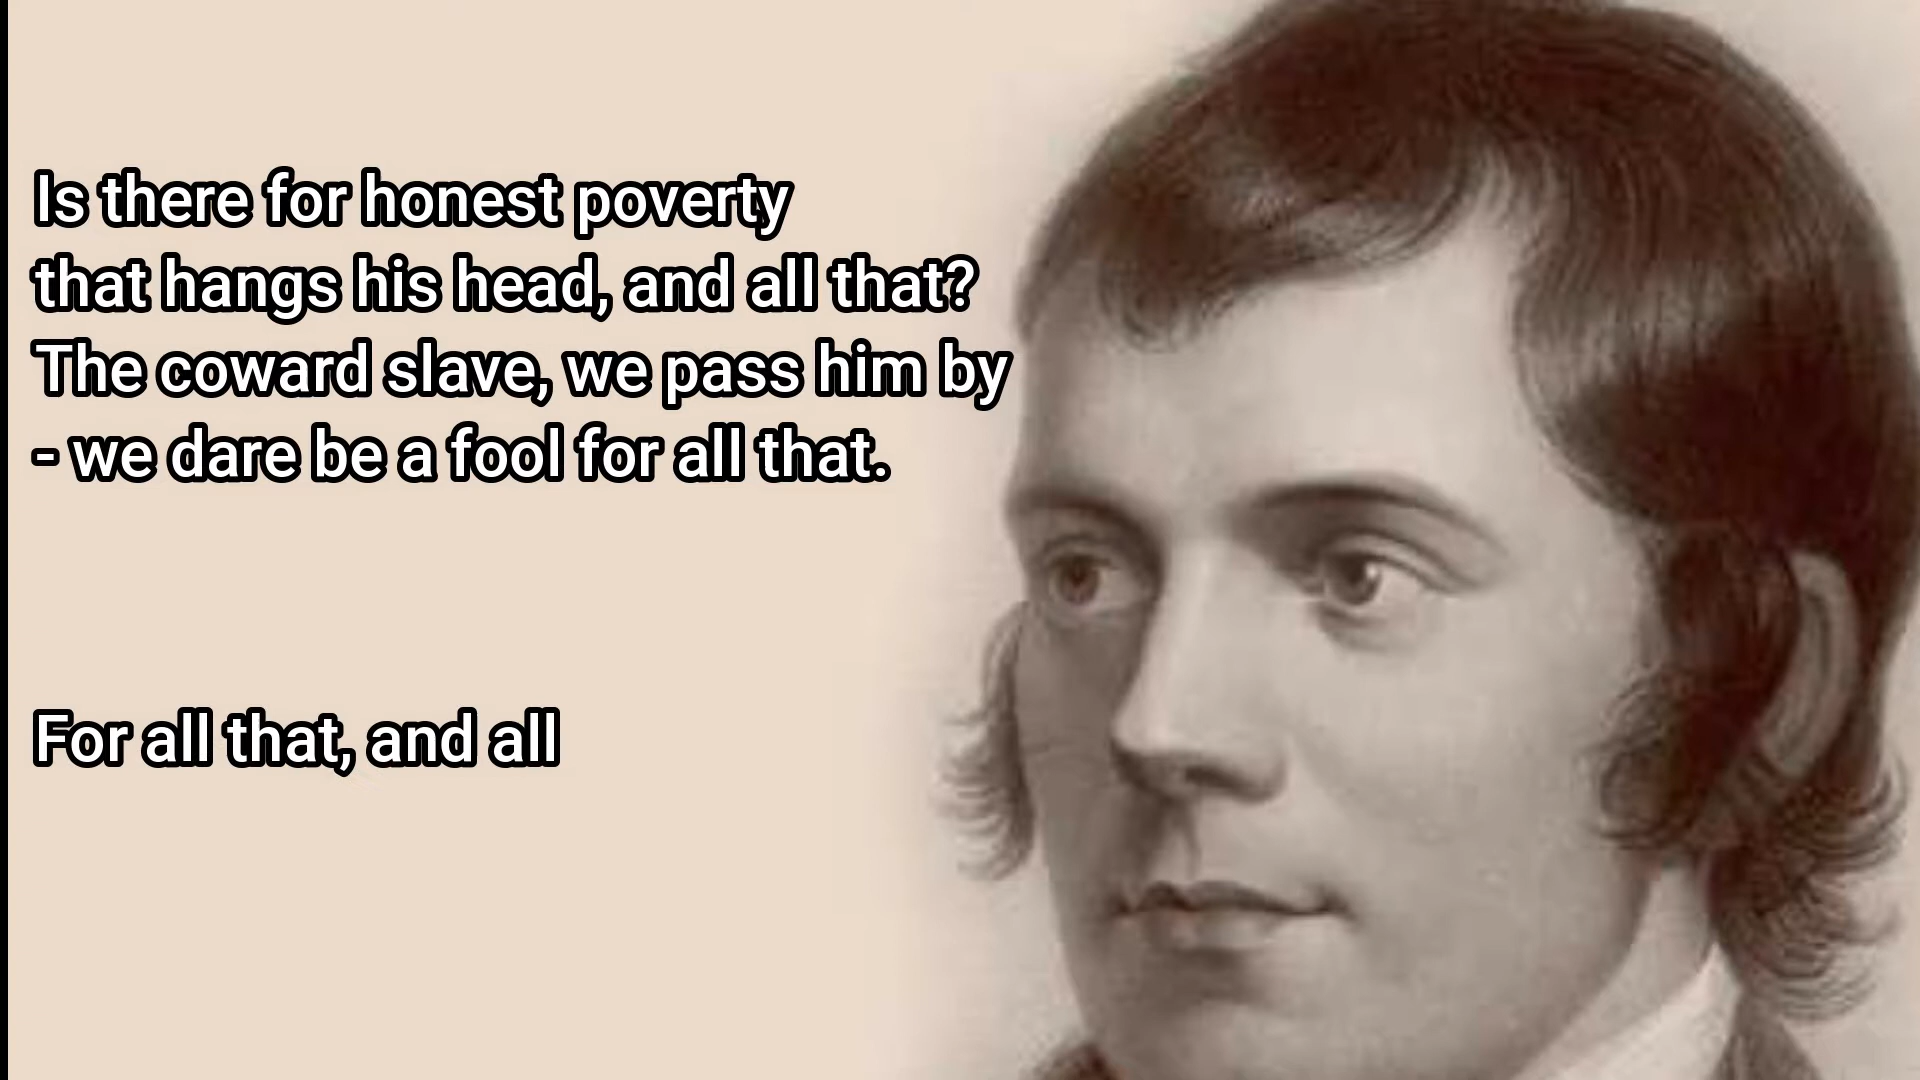 Is there for honest poverty
that hangs his head, and all that?
The coward slave, we pass him by
- we dare be a fool for all that.
For all that, and all